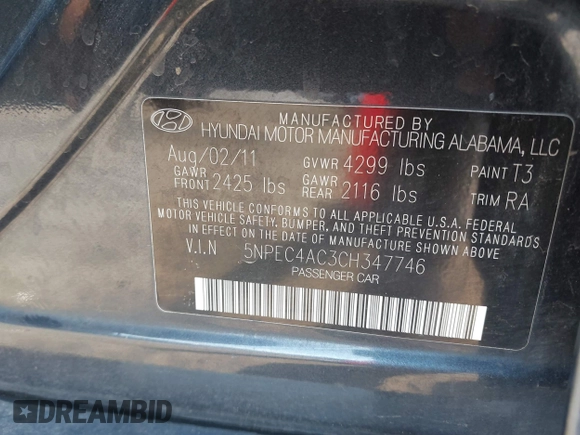 MANUFACTURED BY
HYUNDAI MOTOR MANUFACTURING ALABAMA, LLC
Aug/02/11 GVWR 4299 lbs PAINT T3
GAWR FRONT 2425 lbs GAWR REAR 2116 lbs TRIM RA
THIS VEHICLE CONFORMS TO ALL APPLICABLE U.S.A. FEDERAL
MOTOR VEHICLE SAFETY, BUMPER, AND THEFT PREVENTION STANDARDS
IN EFFECT ON THE DATE OF MANUFACTURE SHOWN ABOVE
V.I.N 5NPEC4AC3CH347746
PASSENGER CAR
DREAMBID